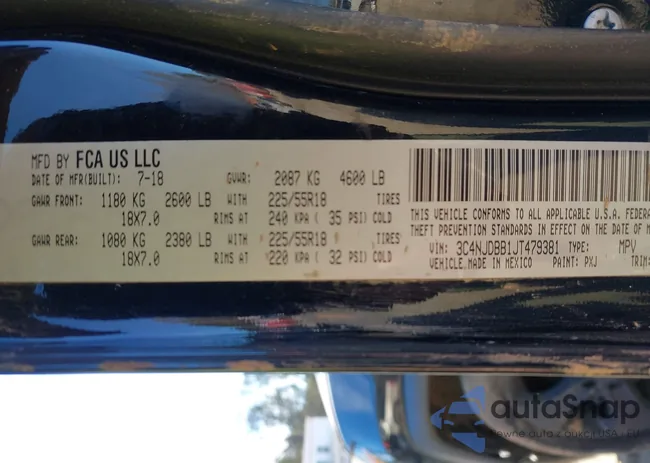 MFD BY FCA US LLC
DATE OF MFR(BUILT): 7-18 GVWR: 2087 KG 4600 LB
GAWR FRONT: 1180 KG 2600 LB WITH 225/55R18 TIRES
18X7.0 RIMS AT 240 KPA ( 35 PSI) COLD
GAWR REAR: 1080 KG 2380 LB WITH 225/55R18 TIRES
18X7.0 RIMS AT 220 KPA ( 32 PSI) COLD
THIS VEHICLE CONFORMS TO ALL APPLICABLE U.S.A. FEDERA
THEFT PREVENTION STANDARDS IN EFFECT ON THE DATE OF M
VIN: 3C4NJDBB1JT479381 TYPE: MPV
VEHICLE MADE IN MEXICO PAINT: PXJ TRIM:
autaSnap